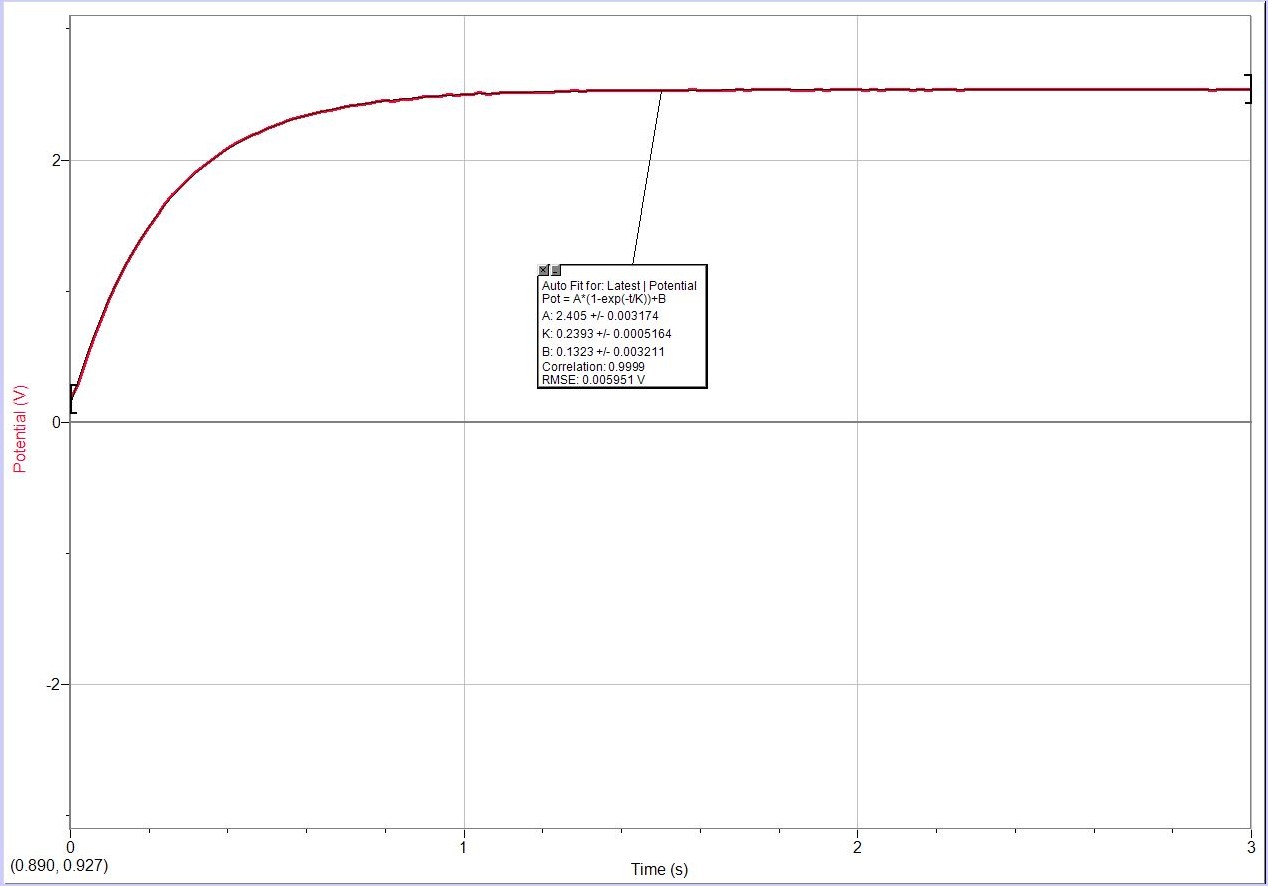 2
0
-2
Potential (V)
Auto Fit for: Latest | Potential
Pot = A*(1-exp(-t/K))+B
A: 2.405 +/- 0.003174
K: 0.2393 +/- 0.0005164
B: 0.1323 +/- 0.003211
Correlation: 0.9999
RMSE: 0.005951 V
0
1
2
3
(0.890, 0.927)
Time (s)